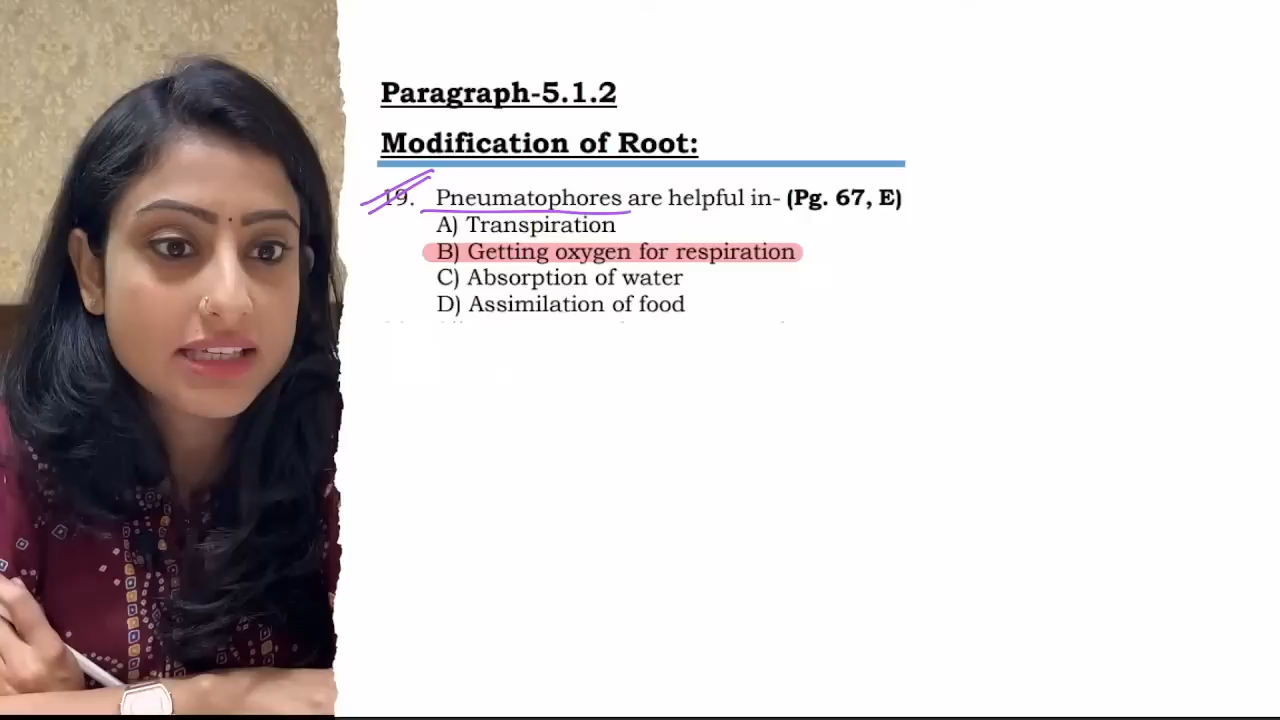 Paragraph-5.1.2
Modification of Root:
19. Pneumatophores are helpful in- (Pg. 67, E)
A) Transpiration
B) Getting oxygen for respiration
C) Absorption of water
D) Assimilation of food